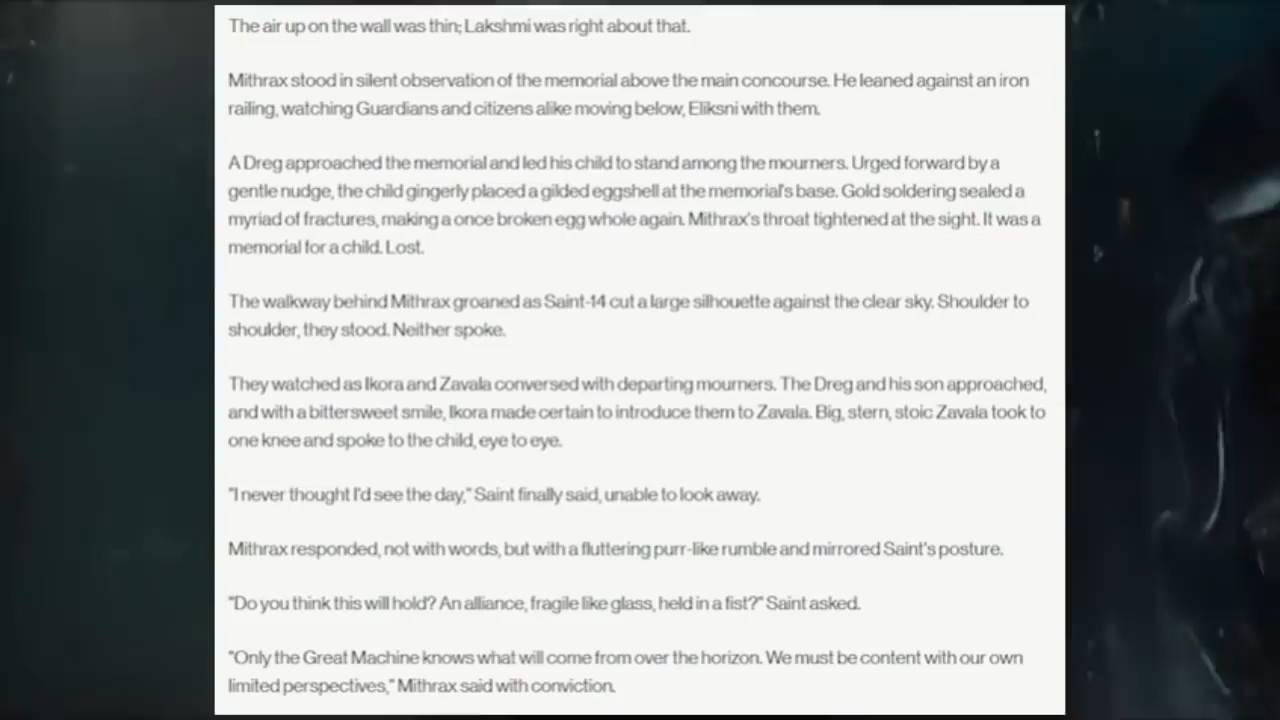 The air up on the wall was thin; Lakshmi was right about that.
Mithrax stood in silent observation of the memorial above the main concourse. He leaned against an iron
railing, watching Guardians and citizens alike moving below, Eliksni with them.
A Dreg approached the memorial and led his child to stand among the mourners. Urged forward by a
gentle nudge, the child gingerly placed a gilded eggshell at the memorial's base. Gold soldering sealed a
myriad of fractures, making a once broken egg whole again. Mithrax's throat tightened at the sight. It was a
memorial for a child. Lost.
The walkway behind Mithrax groaned as Saint-14 cut a large silhouette against the clear sky. Shoulder to
shoulder, they stood. Neither spoke.
They watched as Ikora and Zavala conversed with departing mourners. The Dreg and his son approached,
and with a bittersweet smile, Ikora made certain to introduce them to Zavala. Big, stern, stoic Zavala took to
one knee and spoke to the child, eye to eye.
"I never thought I'd see the day," Saint finally said, unable to look away.
Mithrax responded, not with words, but with a fluttering purr-like rumble and mirrored Saint's posture.
"Do you think this will hold? An alliance, fragile like glass, held in a fist?" Saint asked.
"Only the Great Machine knows what will come from over the horizon. We must be content with our own
limited perspectives," Mithrax said with conviction.